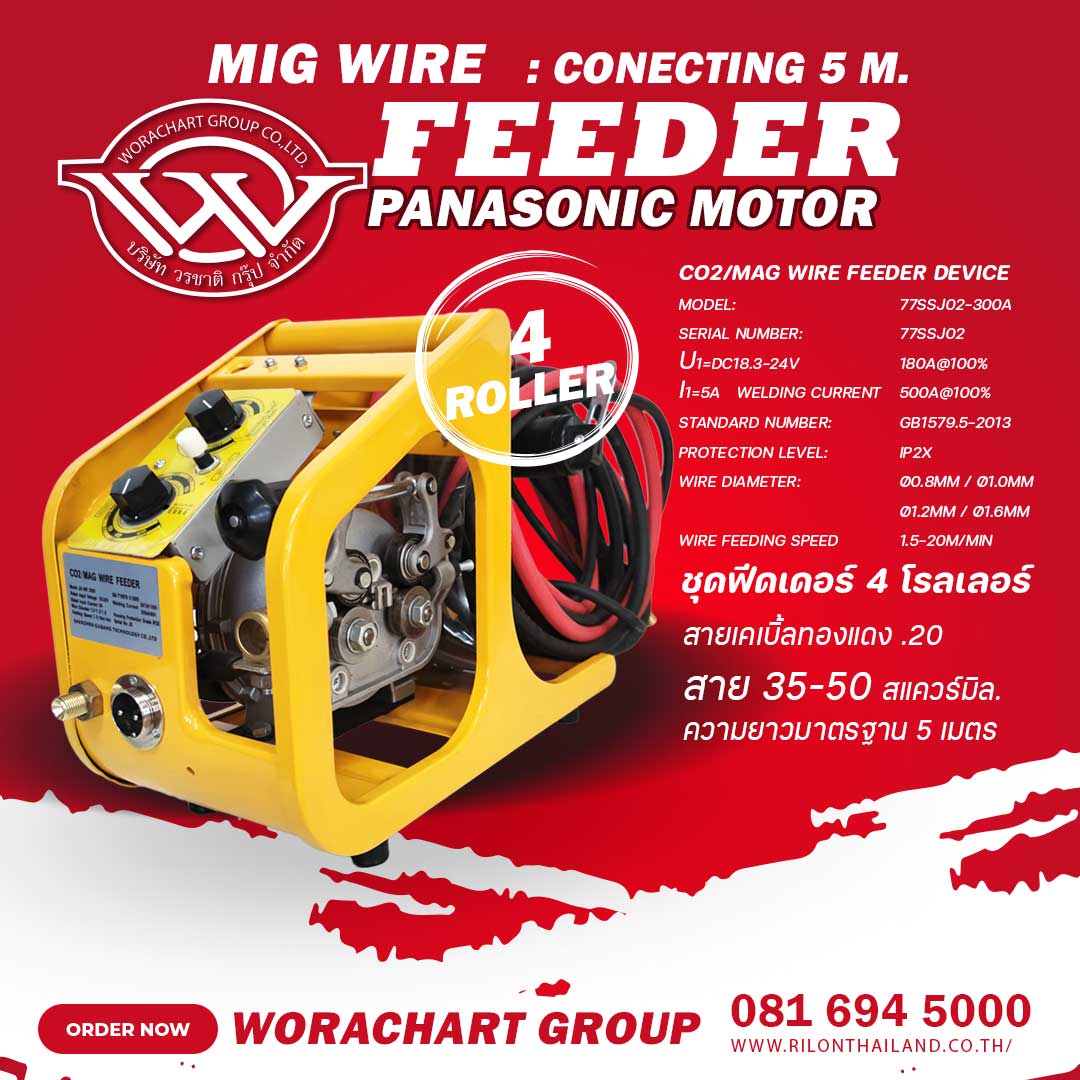 MIG WIRE : CONECTING 5 M.
FEEDER
PANASONIC MOTOR
WORACHART GROUP CO.,LTD.
W
บริษัท วรชาติ กรุ๊ป จำกัด
4
ROLLER
CO2/MAG WIRE FEEDER DEVICE
MODEL: 77SSJ02-300A
SERIAL NUMBER: 77SSJ02
U1=DC18.3-24V 180A@100%
I1=5A WELDING CURRENT 500A@100%
STANDARD NUMBER: GB1579.5-2013
PROTECTION LEVEL: IP2X
WIRE DIAMETER: Ø0.8MM / Ø1.0MM
Ø1.2MM / Ø1.6MM
WIRE FEEDING SPEED 1.5-20M/MIN
ชุดฟีดเดอร์ 4 โรลเลอร์
สายเคเบิ้ลทองแดง .20
สาย 35-50 สแควร์มิล.
ความยาวมาตรฐาน 5 เมตร
CO2/MAG WIRE FEEDER
ORDER NOW
WORACHART GROUP
081 694 5000
WWW.RILONTHAILAND.CO.TH/